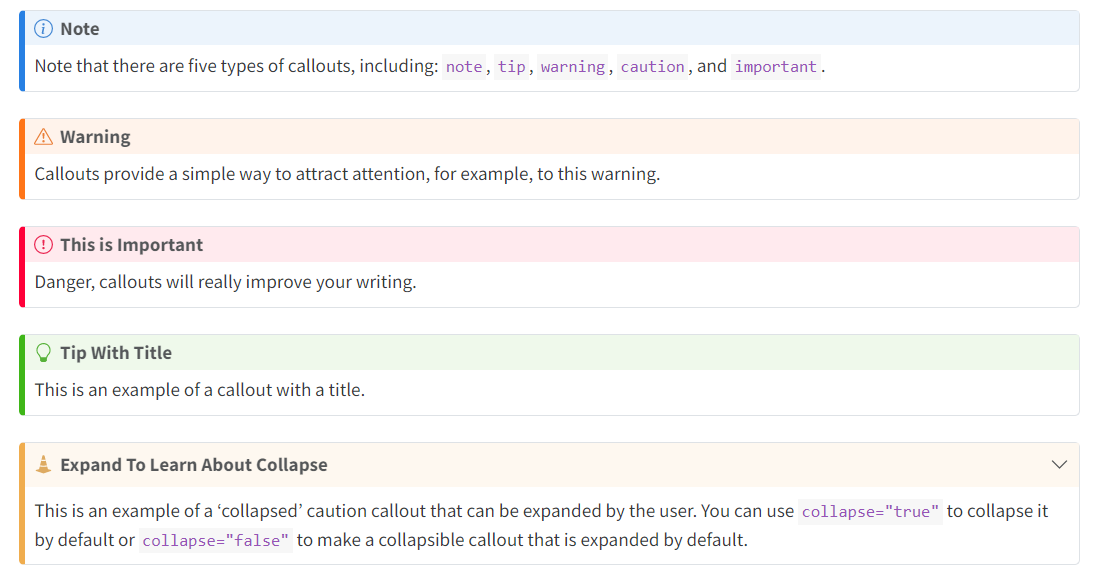 Note
Note that there are five types of callouts, including: note, tip, warning, caution, and important.
Warning
Callouts provide a simple way to attract attention, for example, to this warning.
This is Important
Danger, callouts will really improve your writing.
Tip With Title
This is an example of a callout with a title.
Expand To Learn About Collapse
This is an example of a ‘collapsed’ caution callout that can be expanded by the user. You can use collapse="true" to collapse it
by default or collapse="false" to make a collapsible callout that is expanded by default.